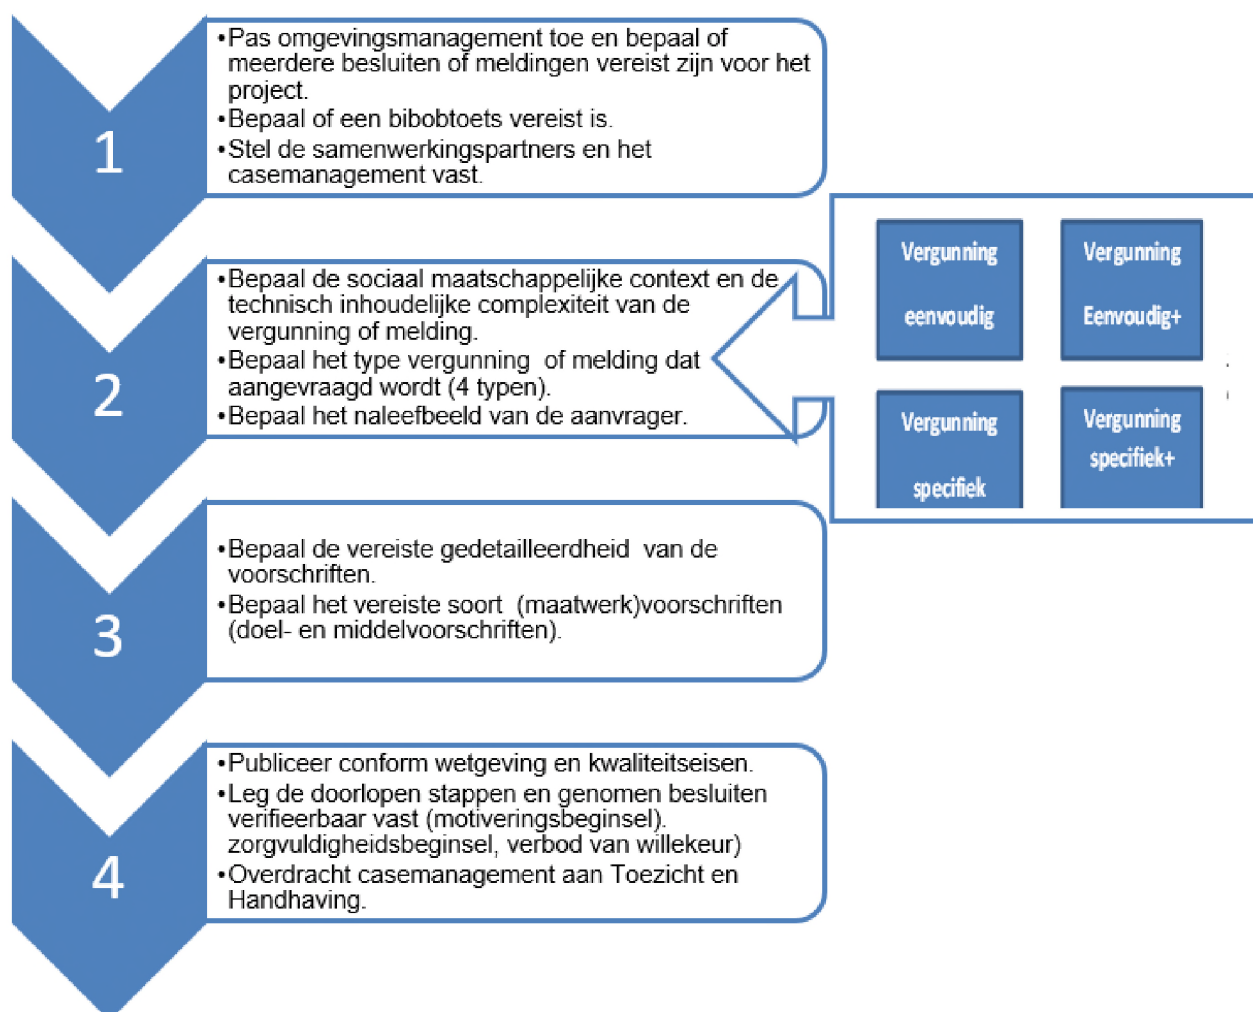 1
•Pas omgevingsmanagement toe en bepaal of
meerdere besluiten of meldingen vereist zijn voor het
project.
•Bepaal of een bibobtoets vereist is.
•Stel de samenwerkingspartners en het
casemanagement vast.
2
•Bepaal de sociaal maatschappelijke context en de
technisch inhoudelijke complexiteit van de
vergunning of melding.
•Bepaal het type vergunning of melding dat
aangevraagd wordt (4 typen).
•Bepaal het naleefbeeld van de aanvrager.
Vergunning
eenvoudig
Vergunning
Eenvoudig+
Vergunning
specifiek
Vergunning
specifiek+
3
•Bepaal de vereiste gedetailleerdheid van de
voorschriften.
•Bepaal het vereiste soort (maatwerk)voorschriften
(doel- en middelvoorschriften).
4
•Publiceer conform wetgeving en kwaliteitseisen.
•Leg de doorlopen stappen en genomen besluiten
verifieerbaar vast (motiveringsbeginsel).
zorgvuldigheidsbeginsel, verbod van willekeur)
•Overdracht casemanagement aan Toezicht en
Handhaving.